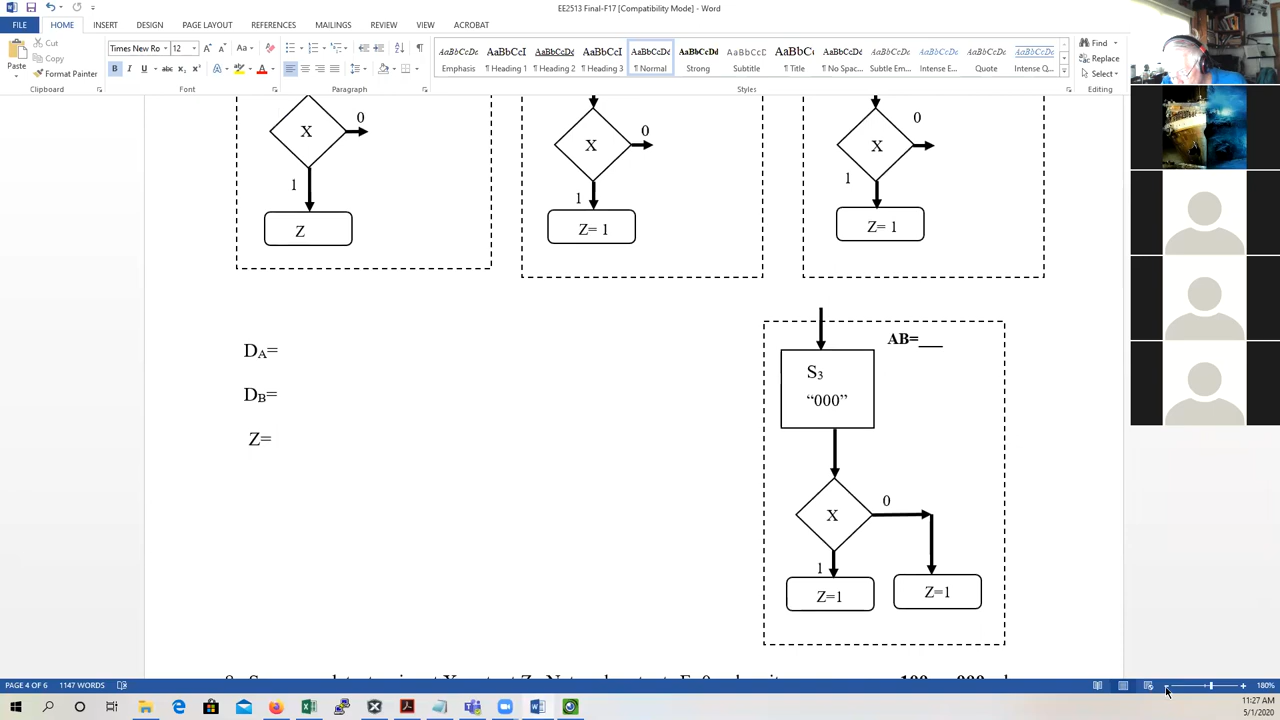 EE2513 Final-F17 [Compatibility Mode] - Word
FILE HOME INSERT DESIGN PAGE LAYOUT REFERENCES MAILINGS REVIEW VIEW ACROBAT
Paste
Cut
Copy
Format Painter
Clipboard
Times New Ro 12
Font
Paragraph
AaBbCcDc AaBbCcI AaBbCcDc AaBbCcI AaBbCcDc AaBbCcDc AaBbCcDc AaBbC AaBbCcDc AaBbCcDc AaBbCcDc AaBbCcDc AaBbCcDc
Emphasis ¶ Heading 1 ¶ Heading 2 ¶ Heading 3 ¶ Normal Strong Subtitle ¶ Title ¶ No Spac... Subtle Em... Intense E... Quote Intense Q...
Styles
Find
Replace
Select
Editing
X 0
1
Z
X 0
1
Z= 1
X 0
1
Z= 1
DA=
DB=
Z=
AB=___
S3
“000”
X 0
1
Z=1 Z=1
PAGE 4 OF 6 1147 WORDS 180%
11:27 AM
5/1/2020